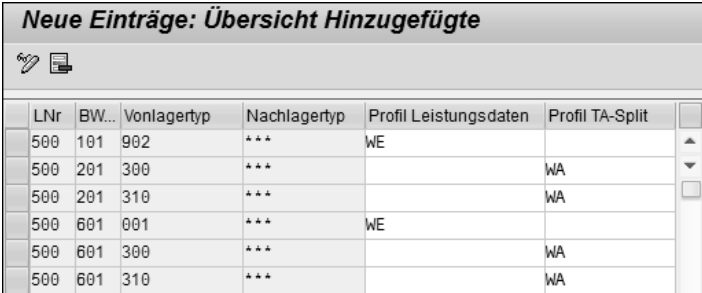 Neue Einträge: Übersicht Hinzugefügte
LNr BW... Vonlagertyp Nachlagertyp Profil Leistungsdaten Profil TA-Split
500 101 902 *** WE
500 201 300 *** WA
500 201 310 *** WA
500 601 001 *** WE
500 601 300 *** WA
500 601 310 *** WA